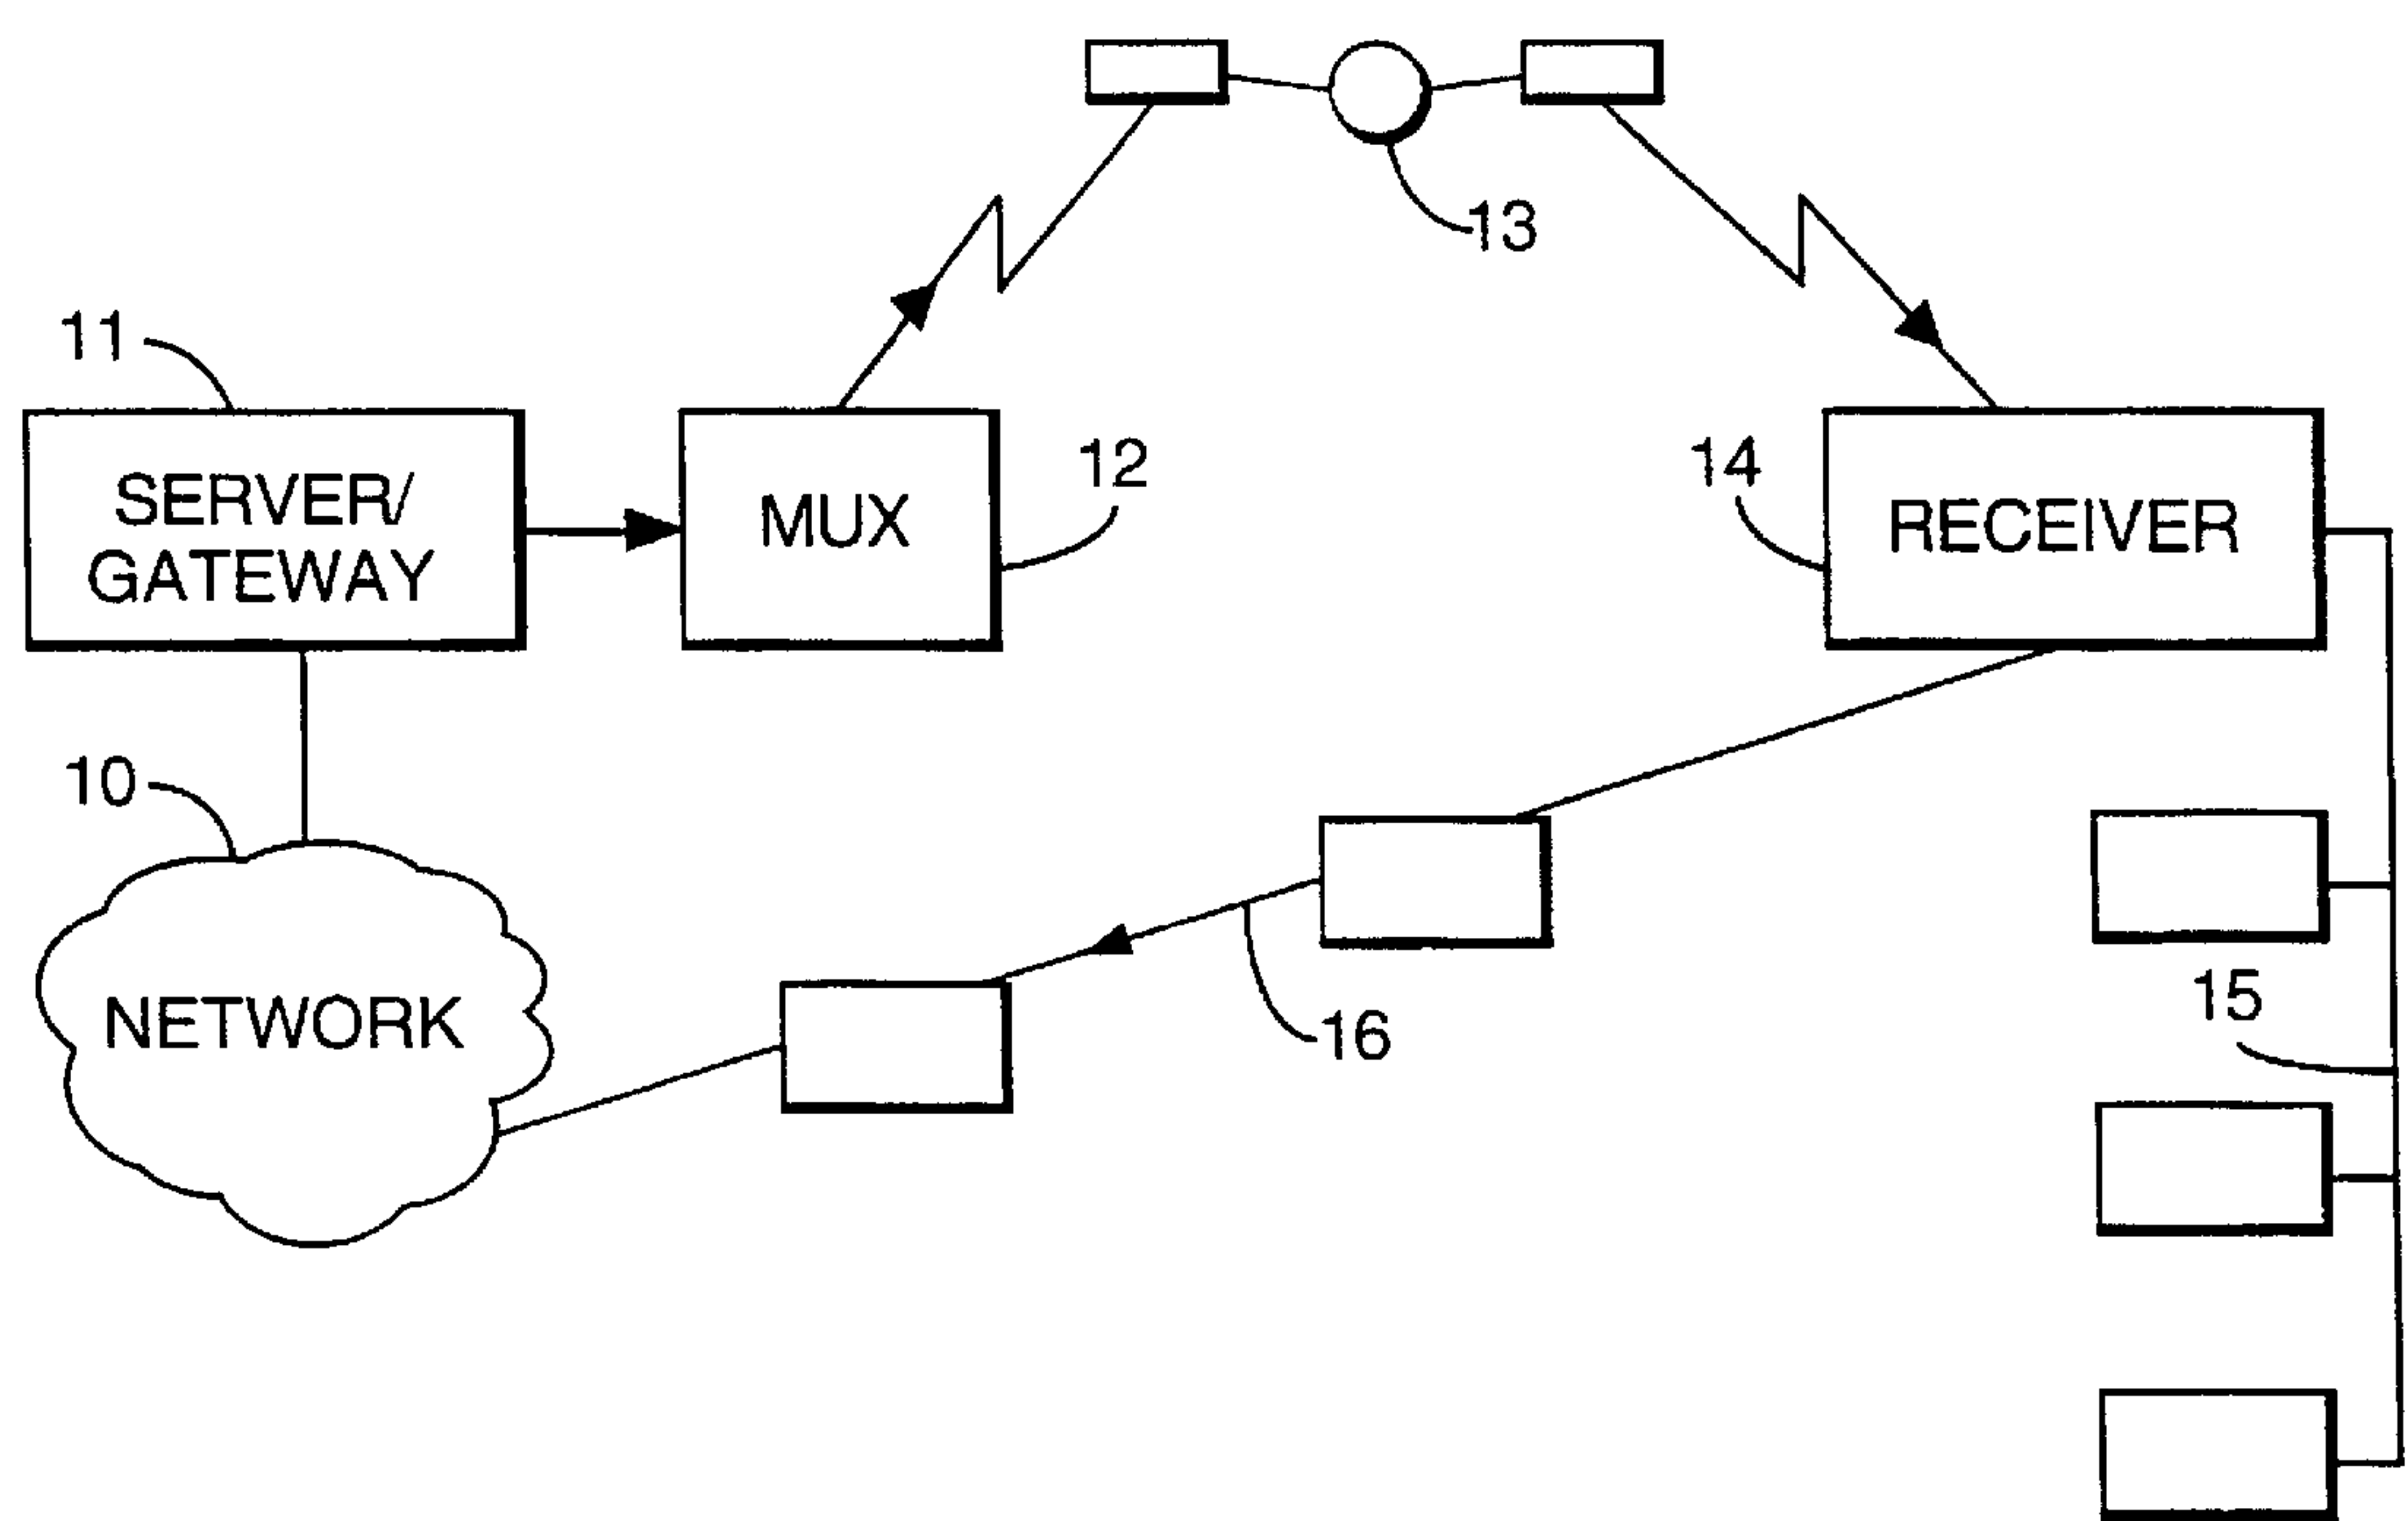 13
11
SERVER/
GATEWAY
MUX
12
14
RECEIVER
10
NETWORK
16
15